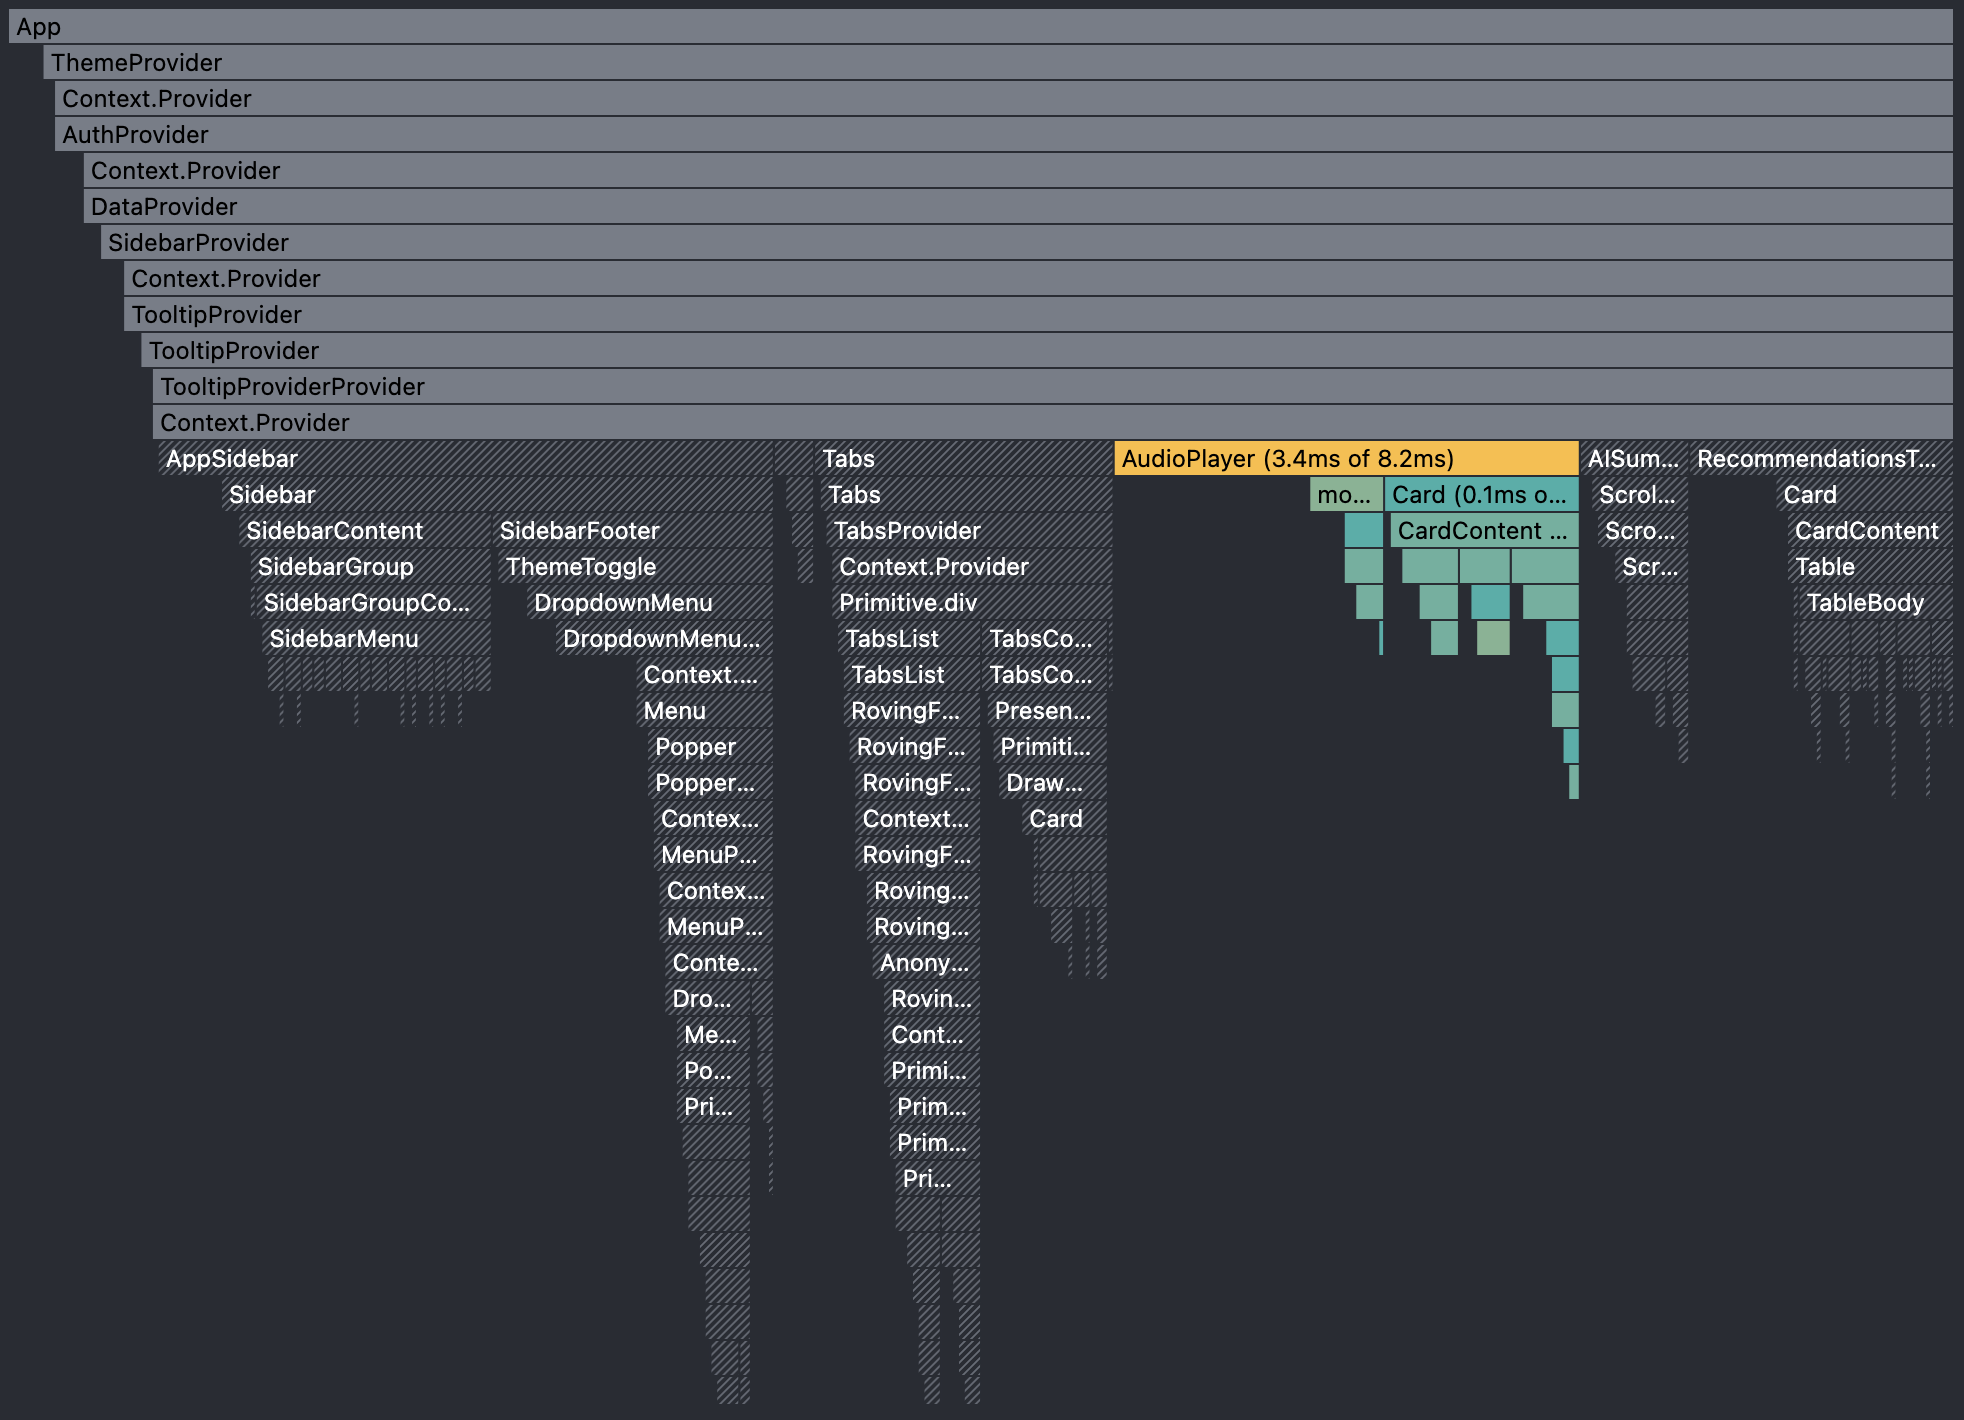 App
ThemeProvider
Context.Provider
AuthProvider
Context.Provider
DataProvider
SidebarProvider
Context.Provider
TooltipProvider
TooltipProvider
TooltipProviderProvider
Context.Provider
AppSidebar Tabs AudioPlayer (3.4ms of 8.2ms) AISum... RecommendationsT...
Sidebar Tabs mo... Card (0.1ms o... Scrol... Card
SidebarContent SidebarFooter TabsProvider CardContent ... Scro... CardContent
SidebarGroup ThemeToggle Context.Provider Scr... Table
SidebarGroupCo... DropdownMenu Primitive.div TableBody
SidebarMenu DropdownMenu... TabsList TabsCo...
Context.... TabsList TabsCo...
Menu RovingF... Presen...
Popper RovingF... Primiti...
Popper... RovingF... Draw...
Contex... Context... Card
MenuP... RovingF...
Contex... Roving...
MenuP... Roving...
Conte... Anony...
Dro... Rovin...
Me... Cont...
Po... Primi...
Pri... Prim...
Prim...
Pri...